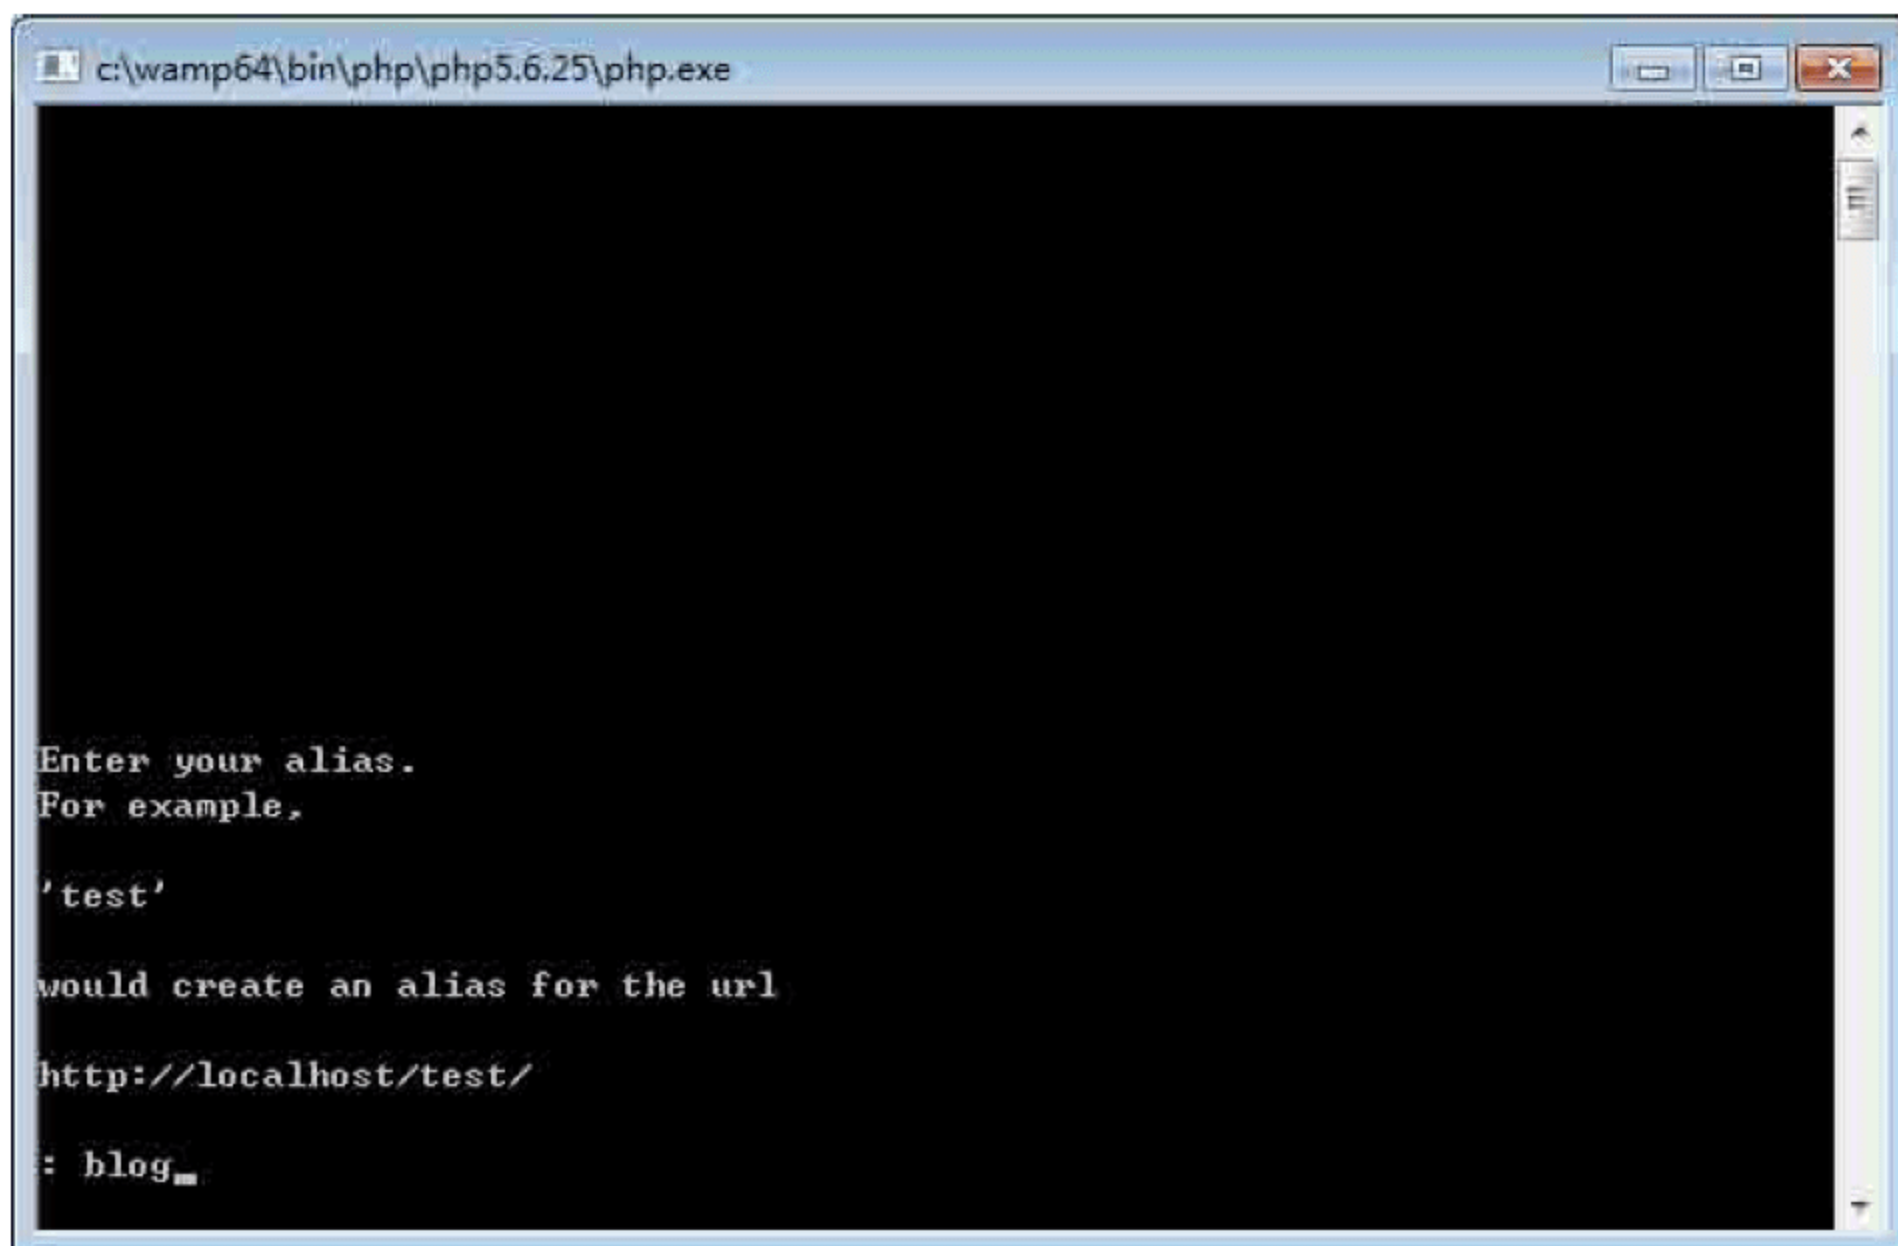 c:\wamp64\bin\php\php5.6.25\php.exe
Enter your alias.
For example,
'test'
would create an alias for the url
http://localhost/test/
: blog_